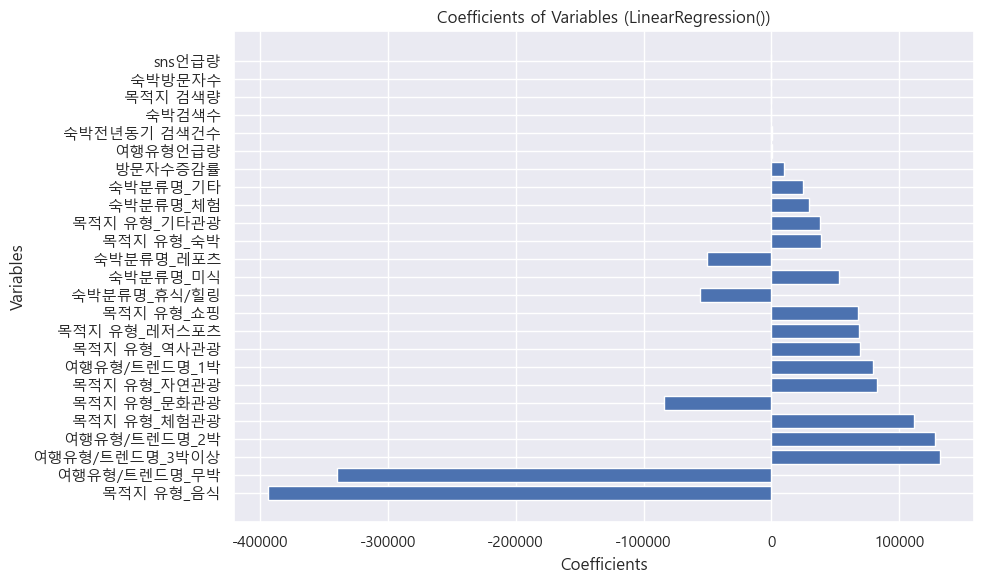 Coefficients of Variables (LinearRegression())
sns언급량
숙박방문자수
목적지 검색량
숙박검색수
숙박전년동기 검색건수
여행유형언급량
방문자수증감률
숙박분류명_기타
숙박분류명_체험
목적지 유형_기타관광
목적지 유형_숙박
숙박분류명_레포츠
숙박분류명_미식
숙박분류명_휴식/힐링
목적지 유형_쇼핑
목적지 유형_레저스포츠
목적지 유형_역사관광
여행유형/트렌드명_1박
목적지 유형_자연관광
목적지 유형_문화관광
목적지 유형_체험관광
여행유형/트렌드명_2박
여행유형/트렌드명_3박이상
여행유형/트렌드명_무박
목적지 유형_음식
Variables
-400000 -300000 -200000 -100000 0 100000
Coefficients